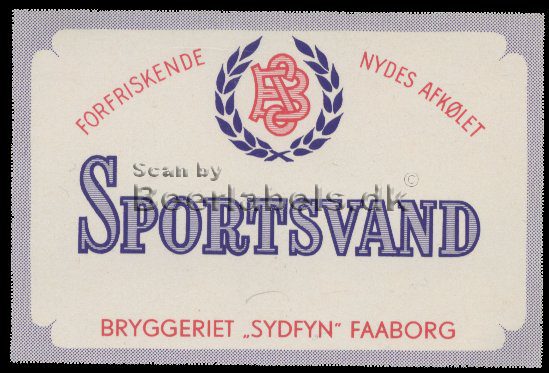 FORFRISKENDE
NYDES AFKØLET
Scan by
Beerlabels.dk ©
SPORTSVAND
BRYGGERIET „SYDFYN" FAABORG